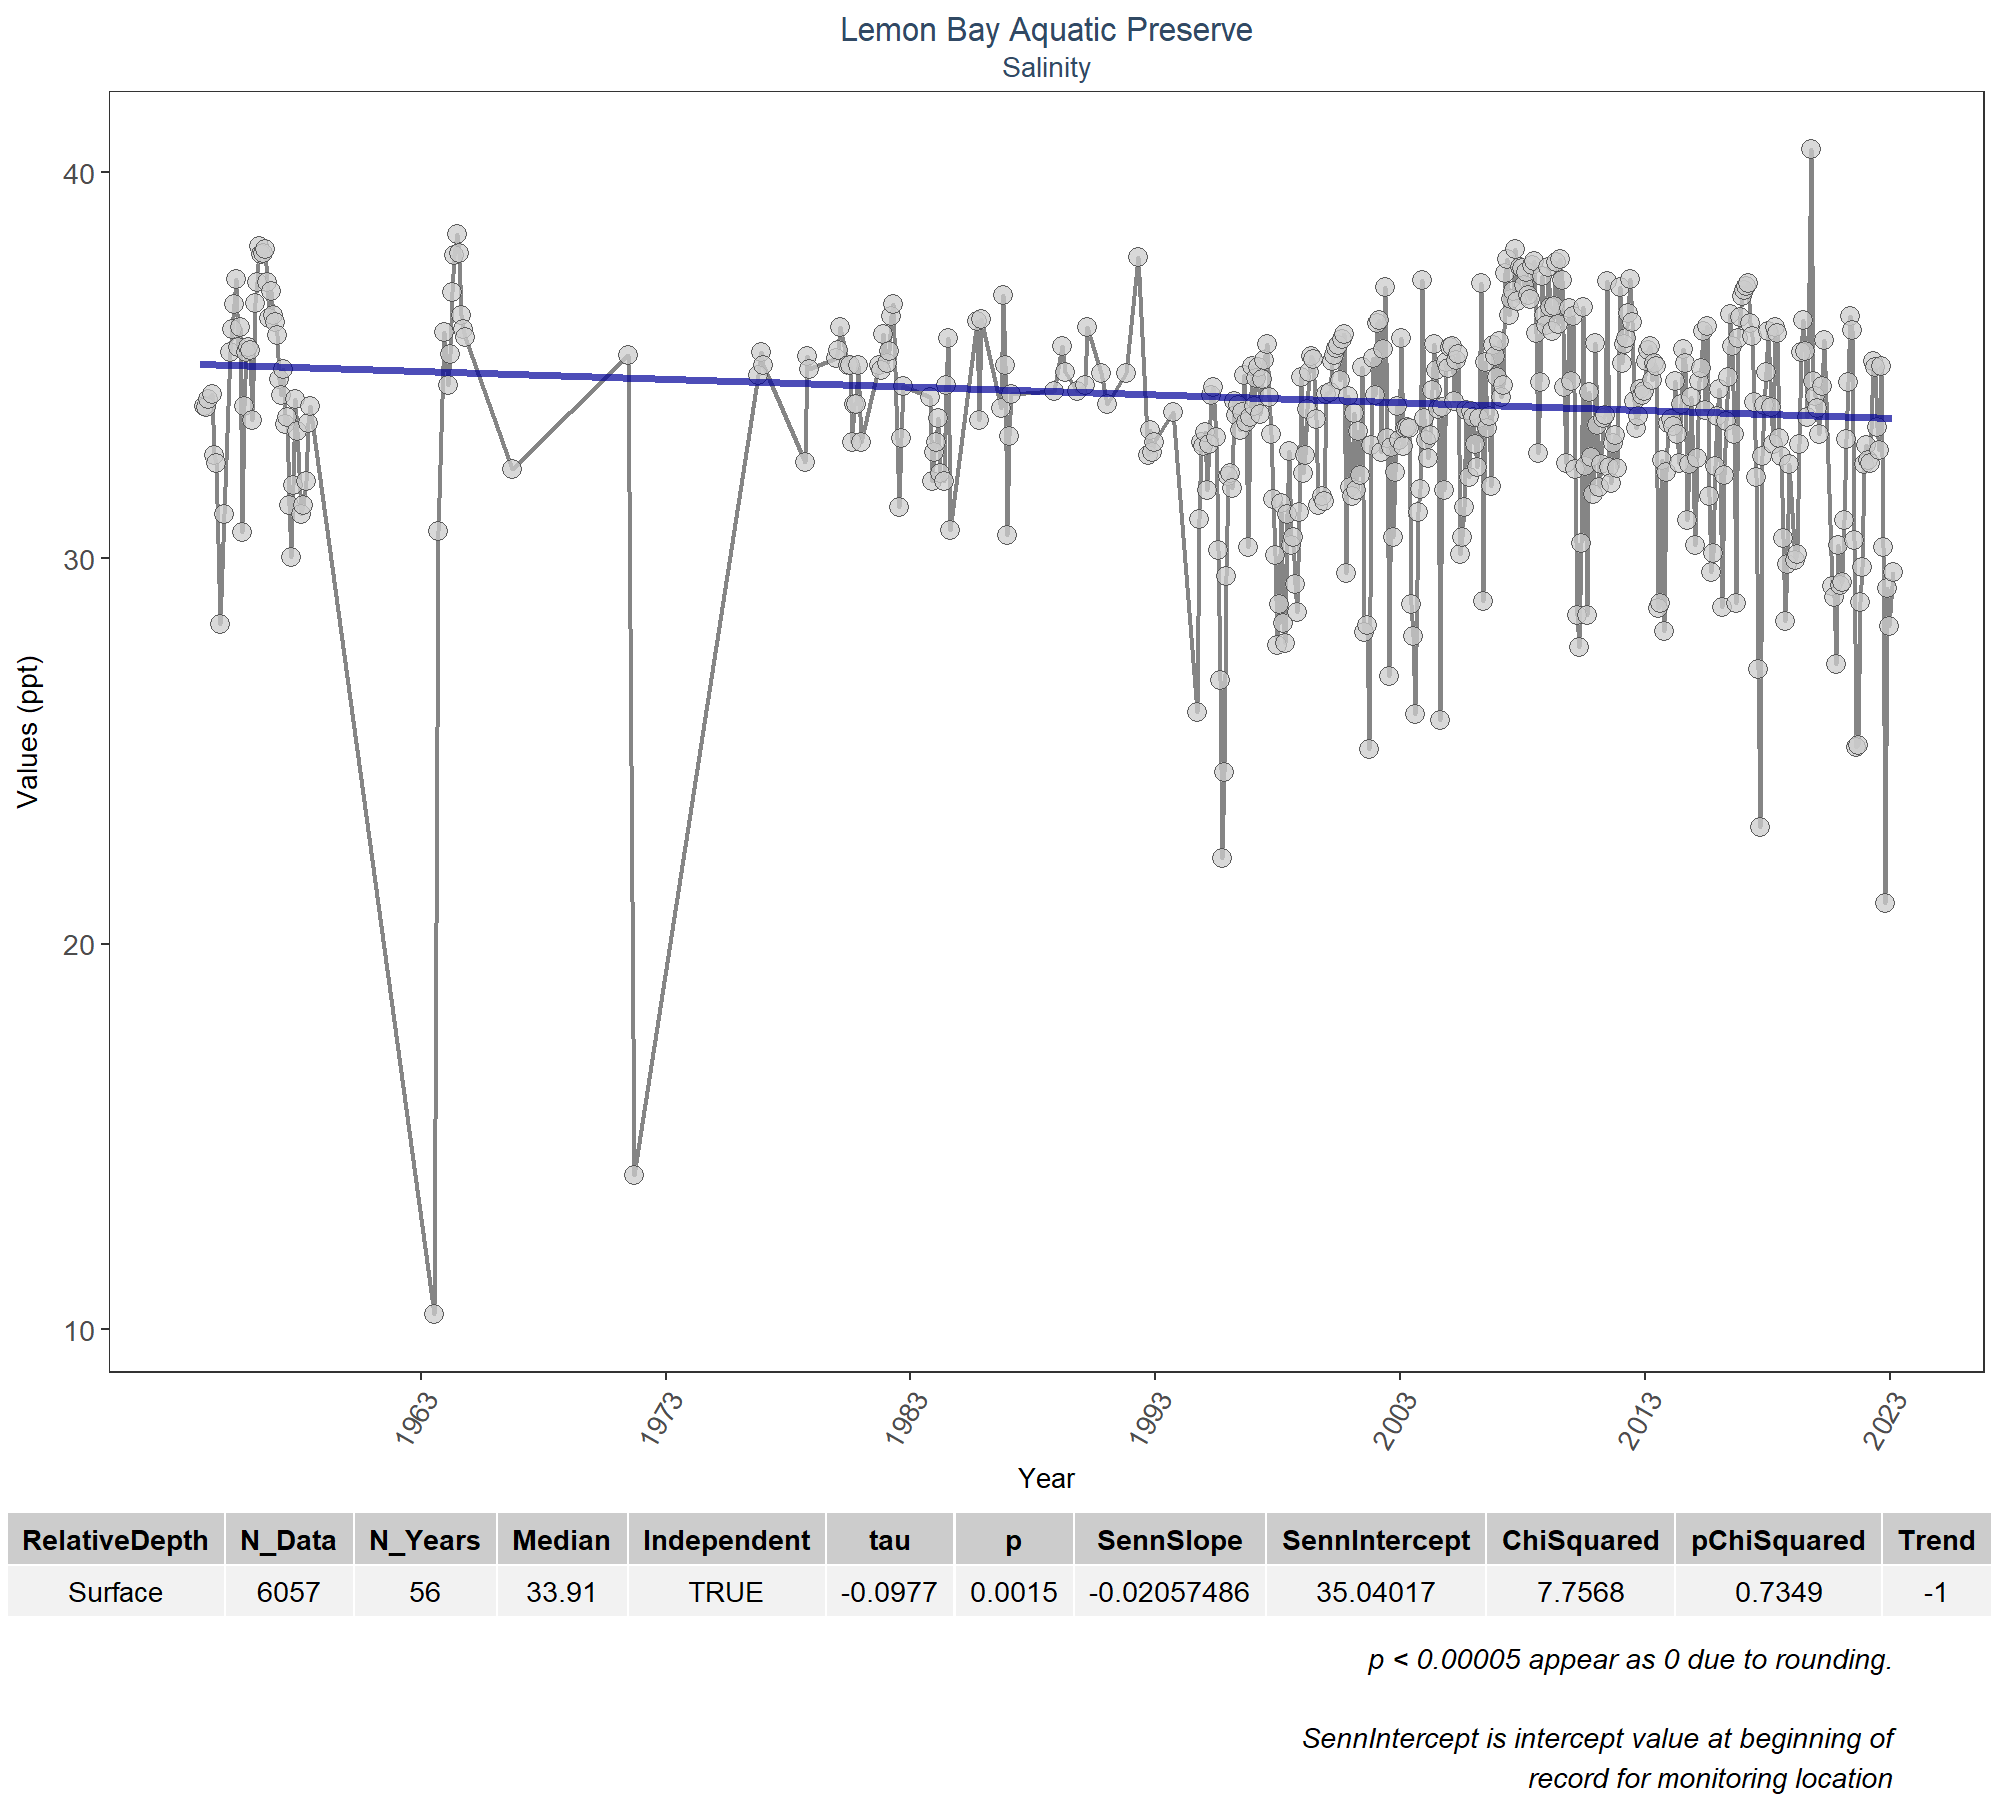 Lemon Bay Aquatic Preserve
Salinity
40
30
20
10
Values (ppt)
1963 1973 1983 1993 2003 2013 2023
Year
RelativeDepth N_Data N_Years Median Independent tau p SennSlope SennIntercept ChiSquared pChiSquared Trend
Surface 6057 56 33.91 TRUE -0.0977 0.0015 -0.02057486 35.04017 7.7568 0.7349 -1
p < 0.00005 appear as 0 due to rounding.
SennIntercept is intercept value at beginning of
record for monitoring location